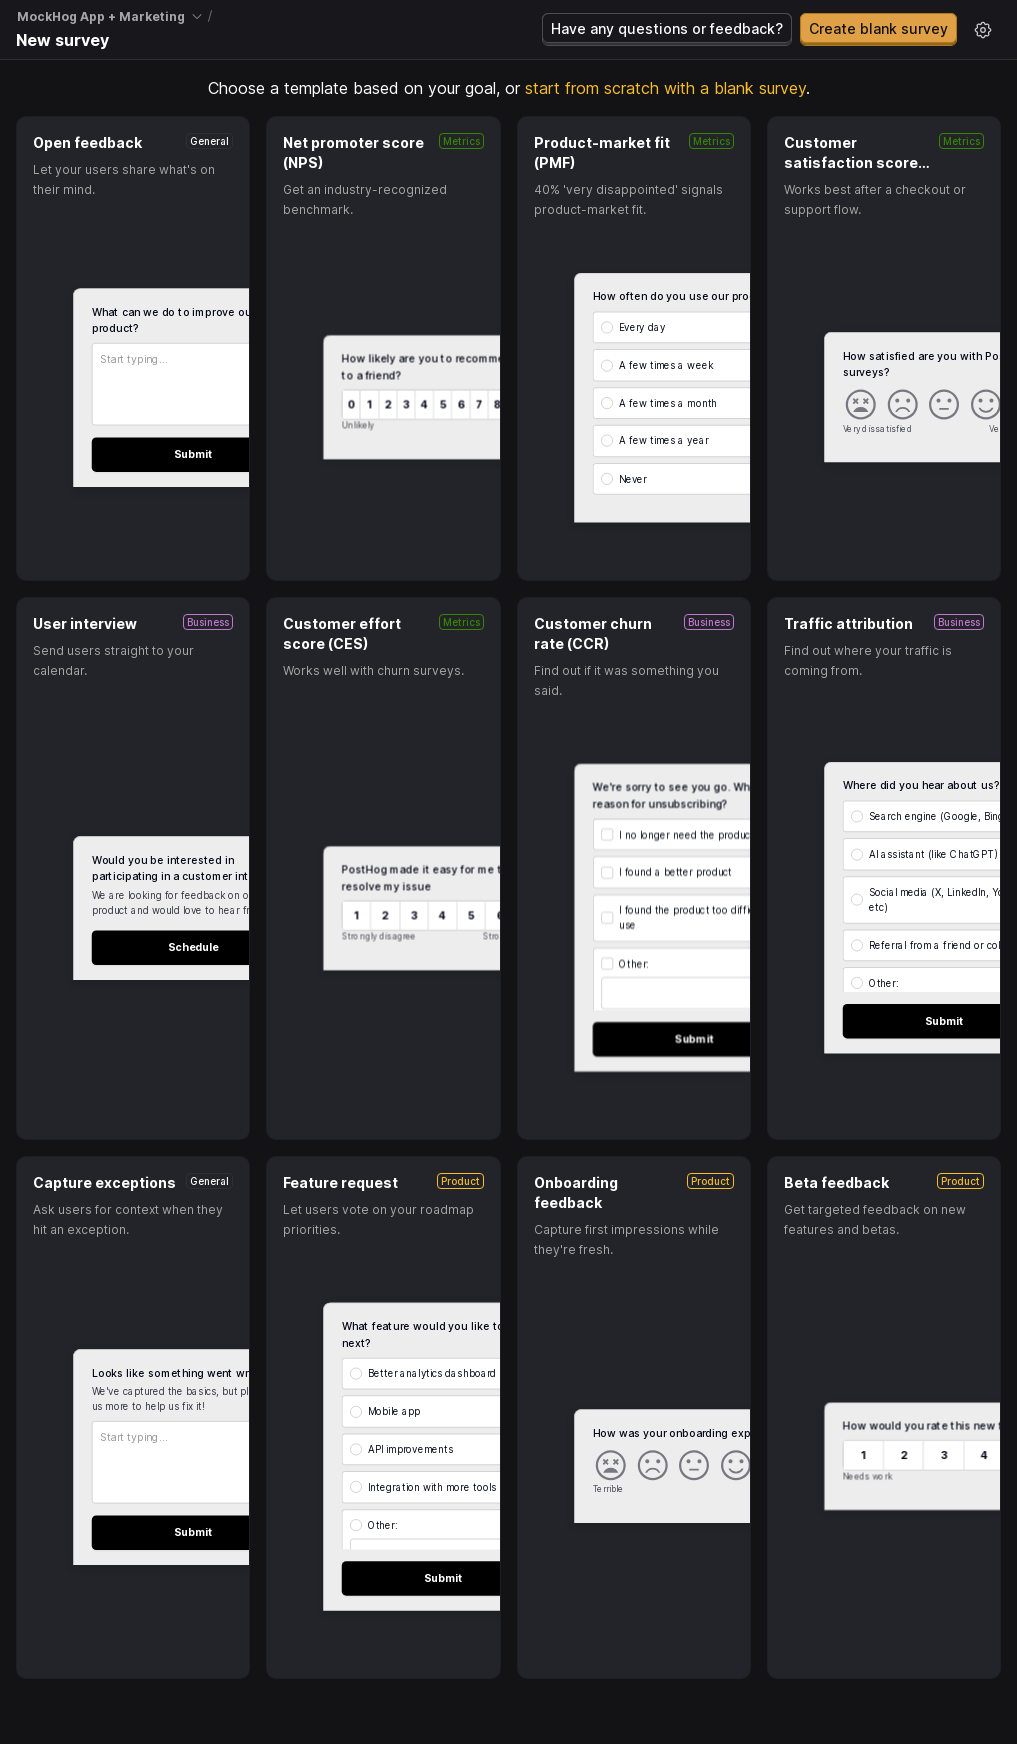 MockHog App + Marketing /
New survey
Have any questions or feedback?
Create blank survey
Choose a template based on your goal, or start from scratch with a blank survey.
Open feedback
General
Let your users share what's on
their mind.
What can we do to improve ou
product?
Start typing...
Submit
Net promoter score
(NPS)
Metrics
Get an industry-recognized
benchmark.
How likely are you to recomme
to a friend?
0 1 2 3 4 5 6 7 8
Unlikely
Product-market fit
(PMF)
Metrics
40% 'very disappointed' signals
product-market fit.
How often do you use our pro
Every day
A few times a week
A few times a month
A few times a year
Never
Customer
satisfaction score...
Metrics
Works best after a checkout or
support flow.
How satisfied are you with Po
surveys?
Very dissatisfied Ve
User interview
Business
Send users straight to your
calendar.
Would you be interested in
participating in a customer int
We are looking for feedback on o
product and would love to hear fr
Schedule
Customer effort
score (CES)
Metrics
Works well with churn surveys.
PostHog made it easy for me t
resolve my issue
1 2 3 4 5 6
Strongly disagree Stro
Customer churn
rate (CCR)
Business
Find out if it was something you
said.
We're sorry to see you go. Wh
reason for unsubscribing?
I no longer need the produc
I found a better product
I found the product too diffi
use
Other:
Submit
Traffic attribution
Business
Find out where your traffic is
coming from.
Where did you hear about us?
Search engine (Google, Bing
AI assistant (like ChatGPT)
Social media (X, LinkedIn, Yo
etc)
Referral from a friend or col
Other:
Submit
Capture exceptions
General
Ask users for context when they
hit an exception.
Looks like something went wr
We've captured the basics, but pl
us more to help us fix it!
Start typing...
Submit
Feature request
Product
Let users vote on your roadmap
priorities.
What feature would you like to
next?
Better analytics dashboard
Mobile app
API improvements
Integration with more tools
Other:
Submit
Onboarding
feedback
Product
Capture first impressions while
they're fresh.
How was your onboarding exp
Terrible
Beta feedback
Product
Get targeted feedback on new
features and betas.
How would you rate this new f
1 2 3 4
Needs work